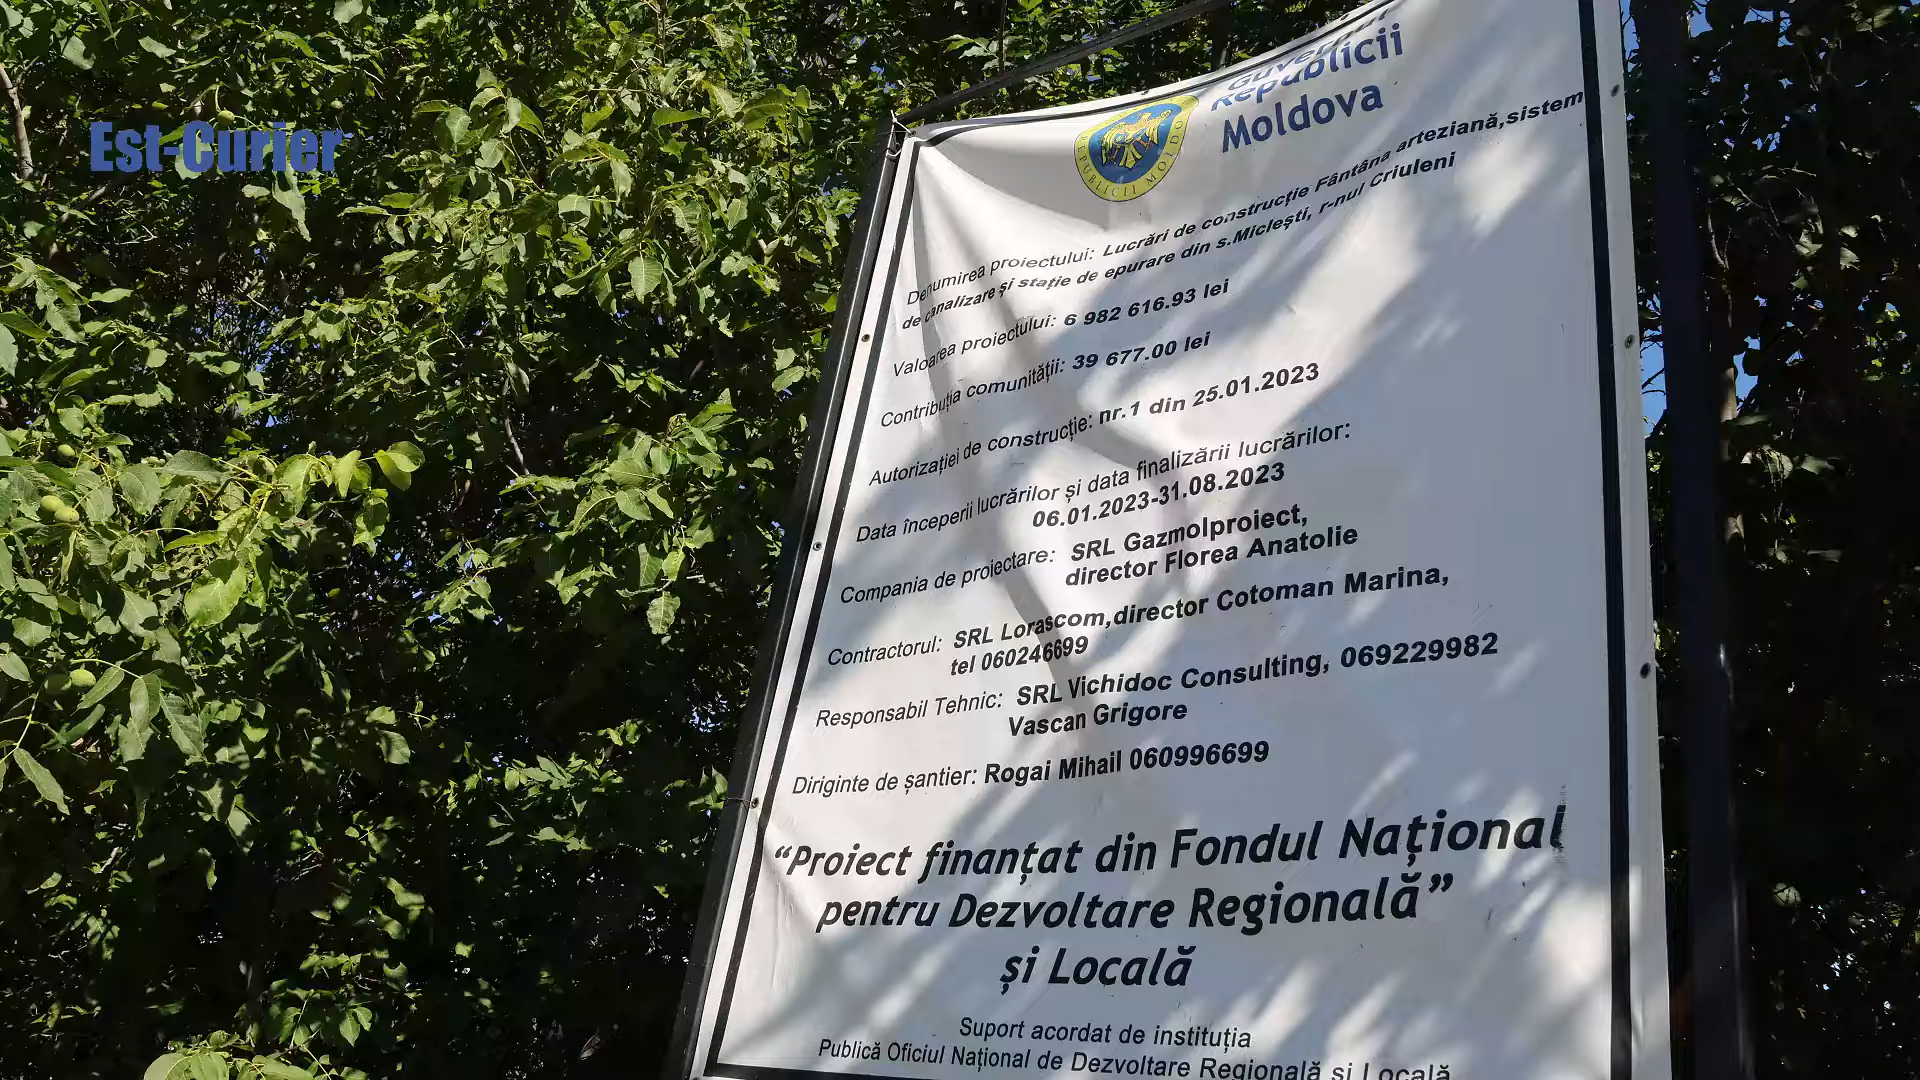 Est-Curier
Guvernul
Republicii
Moldova
REPUBLICII MOLDO
Denumirea proiectului: Lucrări de construcție Fântâna arteziană,sistem
de canalizare și stație de epurare din s.Miclești, r-nul Criuleni
Valoarea proiectului: 6 982 616.93 lei
Contribuția comunității: 39 677.00 lei
Autorizației de construcție: nr.1 din 25.01.2023
Data începerii lucrărilor și data finalizării lucrărilor:
06.01.2023-31.08.2023
Compania de proiectare: SRL Gazmolproiect,
director Florea Anatolie
Contractorul: SRL Lorascom,director Cotoman Marina,
tel 060246699
Responsabil Tehnic: SRL Vichidoc Consulting, 069229982
Vascan Grigore
Diriginte de șantier: Rogai Mihail 060996699
“Proiect finanțat din Fondul Național
pentru Dezvoltare Regională”
și Locală
Suport acordat de instituția
Publică Oficiul Național de Dezvoltare Regională și Locală